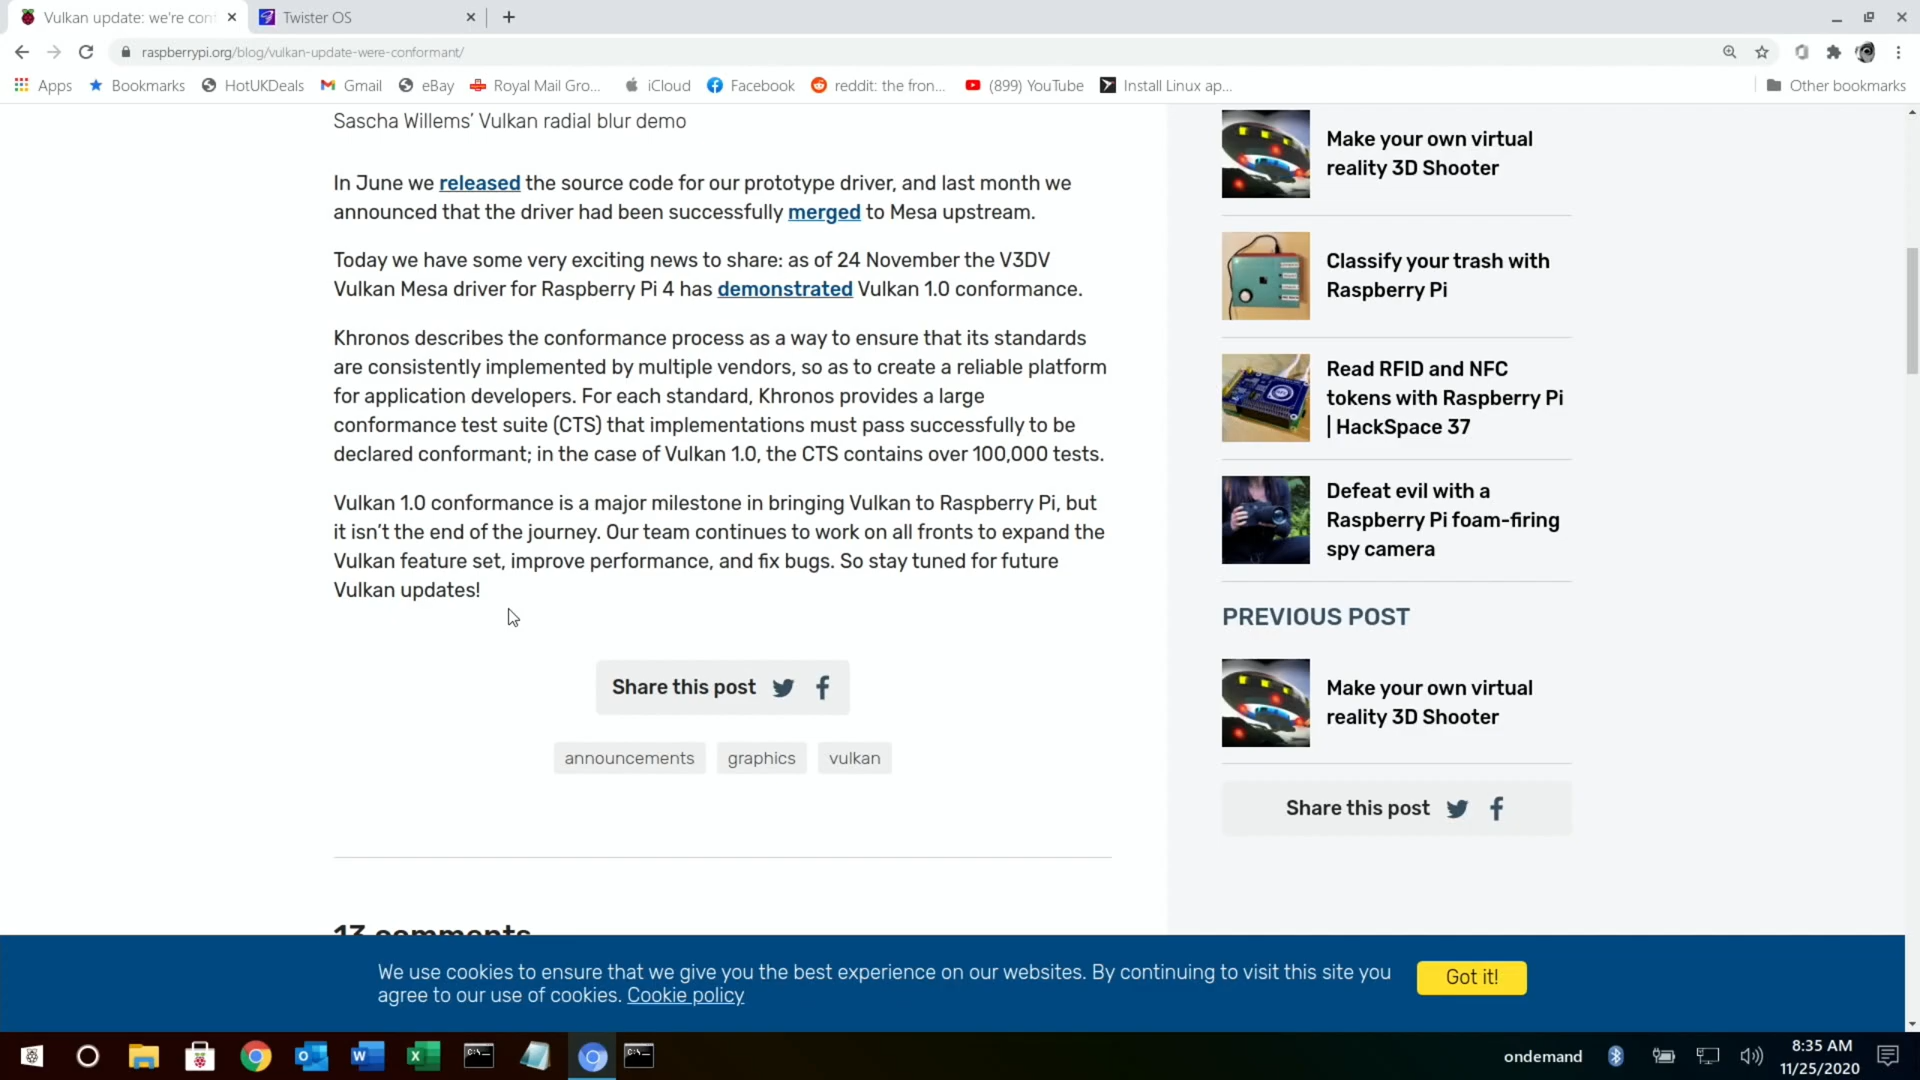 Vulkan update: we're con
Twister OS
raspberrypi.org/blog/vulkan-update-were-conformant/
Apps
Bookmarks
HotUKDeals
Gmail
eBay
Royal Mail Gro...
iCloud
Facebook
reddit: the fron...
(899) YouTube
Install Linux ap...
Other bookmarks
Sascha Willems’ Vulkan radial blur demo
In June we released the source code for our prototype driver, and last month we
announced that the driver had been successfully merged to Mesa upstream.
Today we have some very exciting news to share: as of 24 November the V3DV
Vulkan Mesa driver for Raspberry Pi 4 has demonstrated Vulkan 1.0 conformance.
Khronos describes the conformance process as a way to ensure that its standards
are consistently implemented by multiple vendors, so as to create a reliable platform
for application developers. For each standard, Khronos provides a large
conformance test suite (CTS) that implementations must pass successfully to be
declared conformant; in the case of Vulkan 1.0, the CTS contains over 100,000 tests.
Vulkan 1.0 conformance is a major milestone in bringing Vulkan to Raspberry Pi, but
it isn’t the end of the journey. Our team continues to work on all fronts to expand the
Vulkan feature set, improve performance, and fix bugs. So stay tuned for future
Vulkan updates!
Share this post
announcements
graphics
vulkan
13 comments
Make your own virtual
reality 3D Shooter
Classify your trash with
Raspberry Pi
Read RFID and NFC
tokens with Raspberry Pi
| HackSpace 37
Defeat evil with a
Raspberry Pi foam-firing
spy camera
PREVIOUS POST
Make your own virtual
reality 3D Shooter
Share this post
We use cookies to ensure that we give you the best experience on our websites. By continuing to visit this site you
agree to our use of cookies. Cookie policy
Got it!
ondemand
8:35 AM
11/25/2020